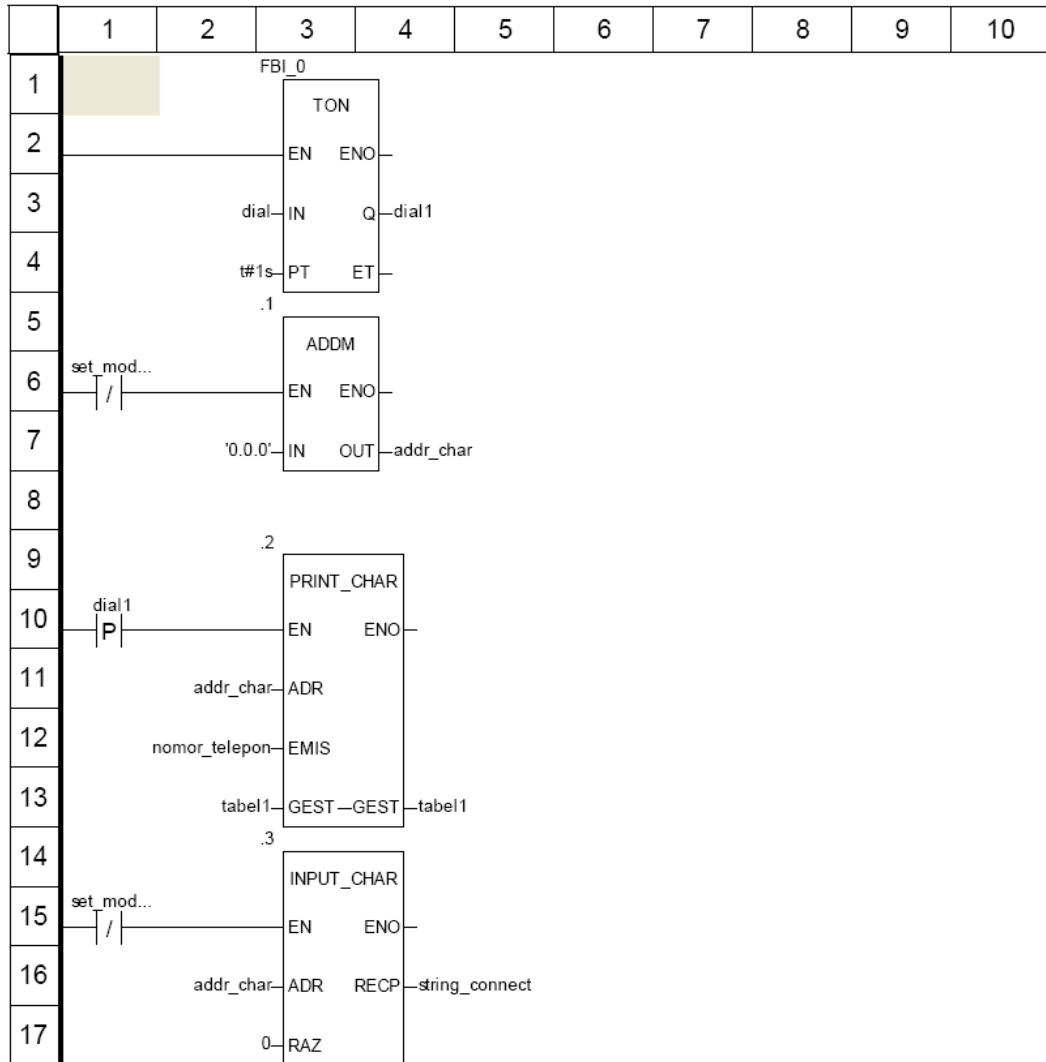 1 2 3 4 5 6 7 8 9 10
1 FBI_0
TON
2 EN ENO
3 dial IN Q dial1
4 t#1s PT ET
5 .1
ADDM
set_mod...
6 / EN ENO
7 '0.0.0' IN OUT addr_char
8
9 .2
PRINT_CHAR
dial1
10 P EN ENO
11 addr_char ADR
12 nomor_telepon EMIS
13 tabel1 GEST GEST tabel1
14 .3
INPUT_CHAR
set_mod...
15 / EN ENO
16 addr_char ADR RECP string_connect
17 0 RAZ